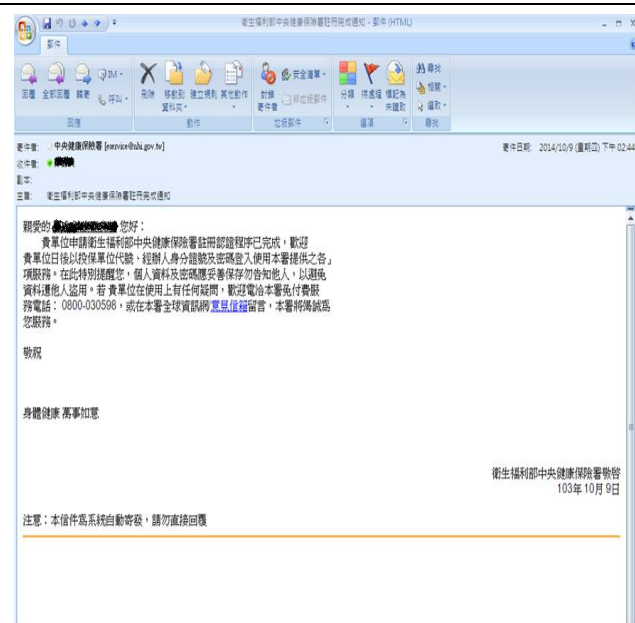 衛生福利部中央健康保險署註冊完成通知 - 郵件 (HTML)
郵件
回覆 全部回覆 轉寄 IM 呼叫
刪除 移動到資料夾 建立規則 其他動作
封鎖寄件者 安全清單 非垃圾郵件
分類 待處理 標記為未讀取
尋找 相關 選取
回應 動作 垃圾郵件 選項 尋找
寄件者: 中央健康保險署 [eservice@nhi.gov.tw] 寄件日期: 2014/10/9 (星期四) 下午 02:44
收件者:
副本:
主旨: 衛生福利部中央健康保險署註冊完成通知
親愛的 您好：
貴單位申請衛生福利部中央健康保險署註冊認證程序已完成，歡迎
貴單位日後以投保單位代號、經辦人身分證號及密碼登入使用本署提供之各」
項服務。在此特別提醒您，個人資料及密碼應妥善保存勿告知他人，以避免
資料遭他人盜用。若 貴單位在使用上有任何疑問，歡迎電洽本署免付費服
務電話： 0800-030598，或在本署全球資訊網 意見信箱留言，本署將竭誠為
您服務。
敬祝
身體健康 萬事如意
衛生福利部中央健康保險署敬啓
103年 10月 9日
注意：本信件為系統自動寄發，請勿直接回覆